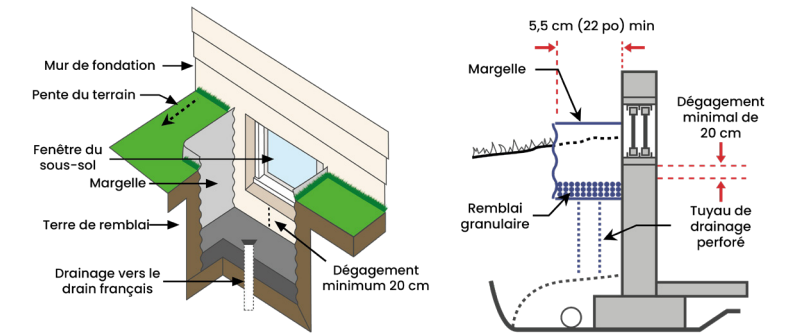 Mur de fondation
Pente du terrain
Fenêtre du
sous-sol
Margelle
Terre de remblai
Drainage vers le
drain français
Dégagement
minimum 20 cm
5,5 cm (22 po) min
Margelle
Dégagement
minimal de
20 cm
Remblai
granulaire
Tuyau de
drainage
perforé